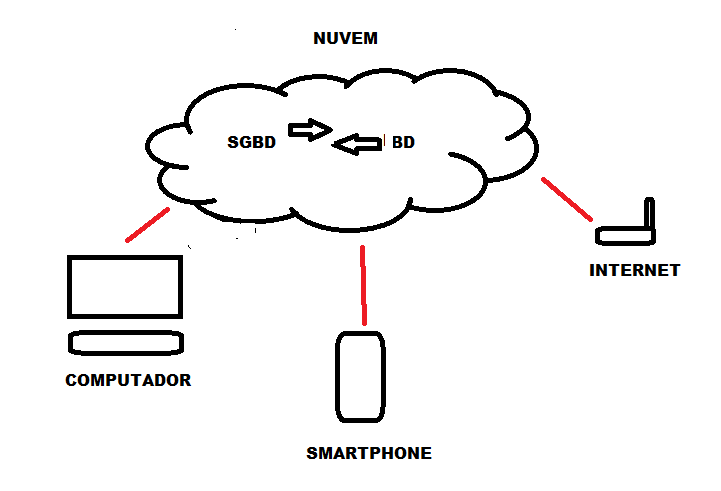 NUVEM
SGBD BD
INTERNET
COMPUTADOR
SMARTPHONE